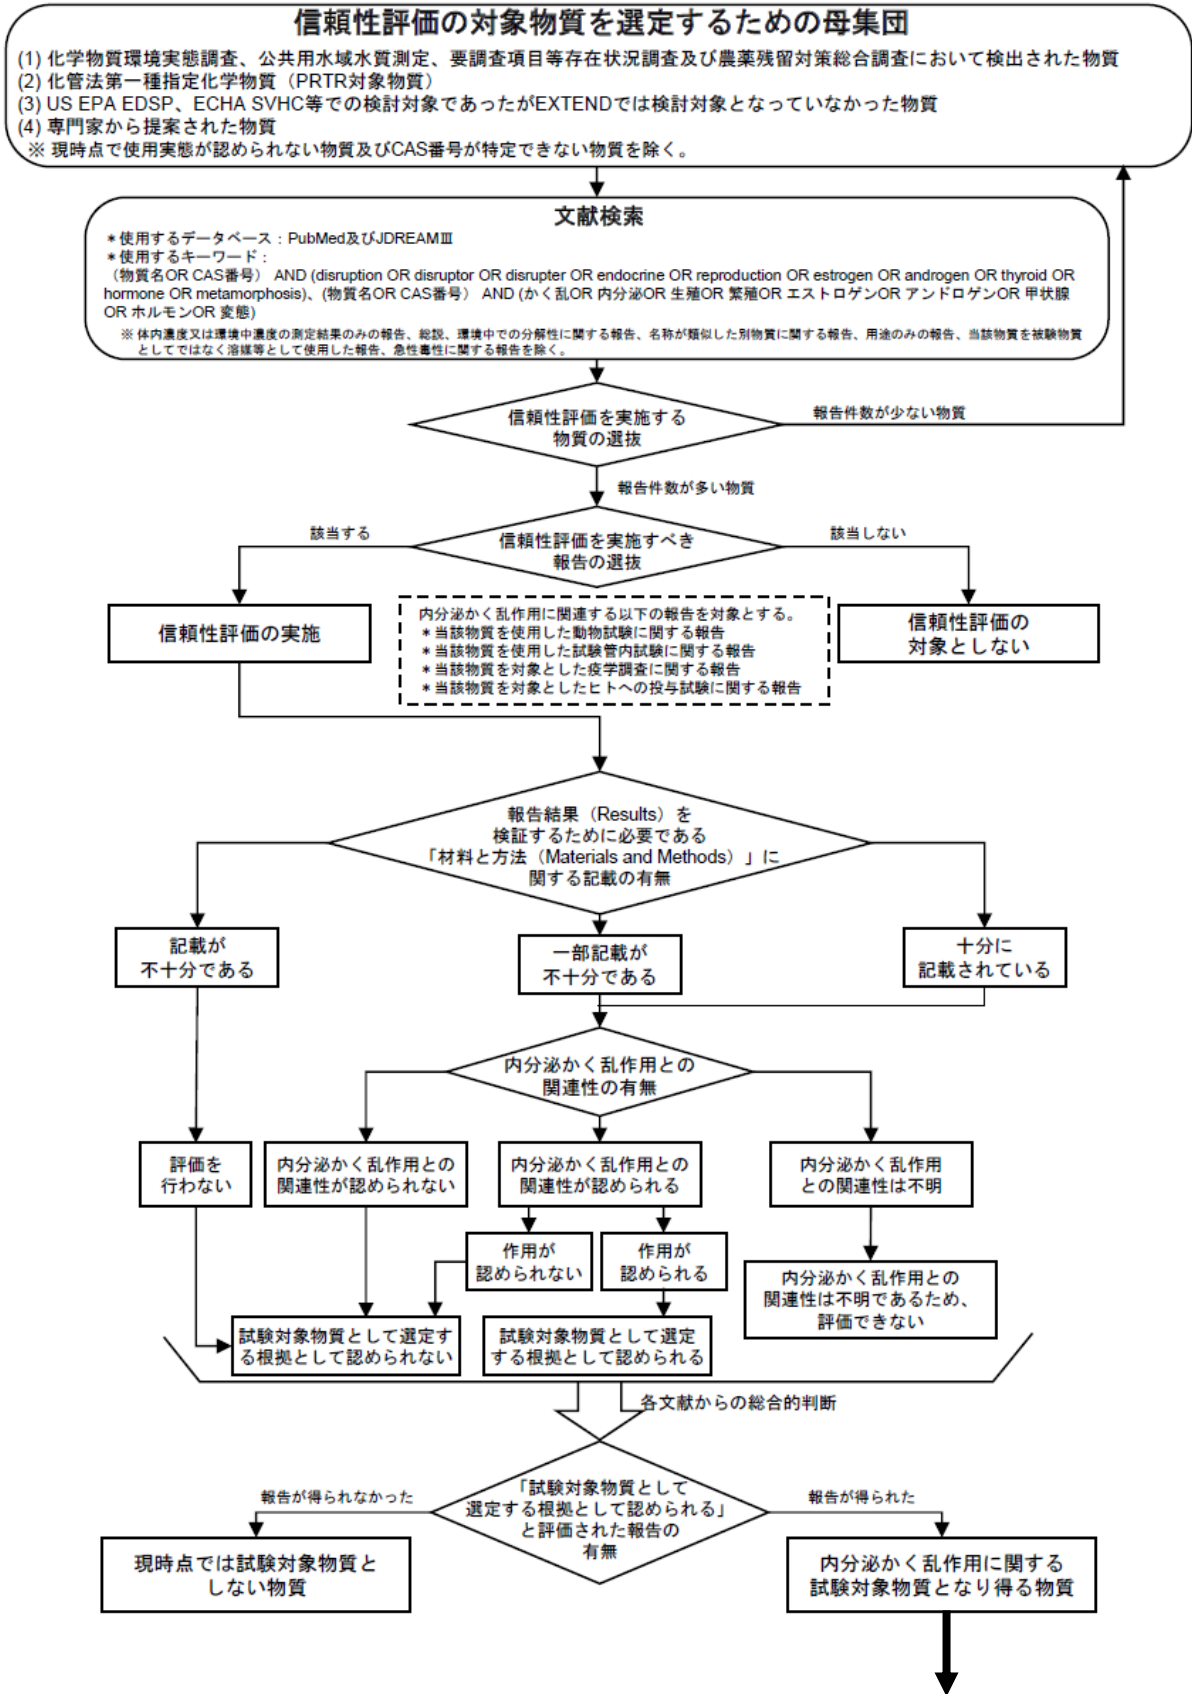 信頼性評価の対象物質を選定するための母集団
(1) 化学物質環境実態調査、公共用水域水質測定、要調査項目等存在状況調査及び農薬残留対策総合調査において検出された物質
(2) 化管法第一種指定化学物質（PRTR対象物質）
(3) US EPA EDSP、ECHA SVHC等での検討対象であったがEXTENDでは検討対象となっていなかった物質
(4) 専門家から提案された物質
※ 現時点で使用実態が認められない物質及びCAS番号が特定できない物質を除く。
文献検索
＊使用するデータベース：PubMed及びJDREAMⅢ
＊使用するキーワード：
（物質名OR CAS番号） AND (disruption OR disruptor OR disrupter OR endocrine OR reproduction OR estrogen OR androgen OR thyroid OR
hormone OR metamorphosis)、(物質名OR CAS番号） AND (かく乱OR 内分泌OR 生殖OR 繁殖OR エストロゲンOR アンドロゲンOR 甲状腺
OR ホルモンOR 変態)
※ 体内濃度又は環境中濃度の測定結果のみの報告、総説、環境中での分解性に関する報告、名称が類似した別物質に関する報告、用途のみの報告、当該物質を被験物質
としてではなく溶媒等として使用した報告、急性毒性に関する報告を除く。
信頼性評価を実施する
物質の選抜
報告件数が少ない物質
報告件数が多い物質
該当する
信頼性評価を実施すべき
報告の選抜
該当しない
信頼性評価の実施
内分泌かく乱作用に関連する以下の報告を対象とする。
＊当該物質を使用した動物試験に関する報告
＊当該物質を使用した試験管内試験に関する報告
＊当該物質を対象とした疫学調査に関する報告
＊当該物質を対象としたヒトへの投与試験に関する報告
信頼性評価の
対象としない
報告結果（Results）を
検証するために必要である
「材料と方法（Materials and Methods）」に
関する記載の有無
記載が
不十分である
一部記載が
不十分である
十分に
記載されている
内分泌かく乱作用との
関連性の有無
評価を
行わない
内分泌かく乱作用との
関連性が認められない
内分泌かく乱作用との
関連性が認められる
内分泌かく乱作用
との関連性は不明
作用が
認められない
作用が
認められる
内分泌かく乱作用との
関連性は不明であるため、
評価できない
試験対象物質として選定す
る根拠として認められない
試験対象物質として選定
する根拠として認められる
各文献からの総合的判断
「試験対象物質として
選定する根拠として認められる」
と評価された報告の
有無
報告が得られなかった
報告が得られた
現時点では試験対象物質と
しない物質
内分泌かく乱作用に関する
試験対象物質となり得る物質